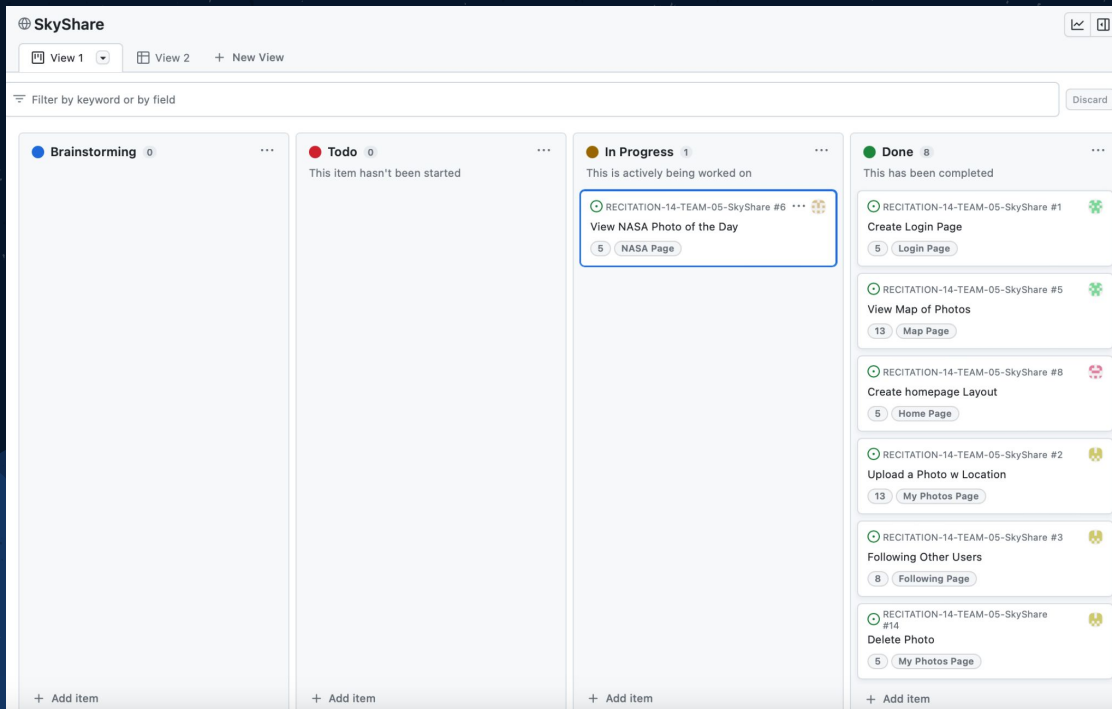 SkyShare
View 1
View 2
+ New View
Filter by keyword or by field
Discard
Brainstorming 0 ...
Todo 0 ...
This item hasn't been started
In Progress 1 ...
This is actively being worked on
RECITATION-14-TEAM-05-SkyShare #6 ...
View NASA Photo of the Day
5 NASA Page
Done 8 ...
This has been completed
RECITATION-14-TEAM-05-SkyShare #1
Create Login Page
5 Login Page
RECITATION-14-TEAM-05-SkyShare #5
View Map of Photos
13 Map Page
RECITATION-14-TEAM-05-SkyShare #8
Create homepage Layout
5 Home Page
RECITATION-14-TEAM-05-SkyShare #2
Upload a Photo w Location
13 My Photos Page
RECITATION-14-TEAM-05-SkyShare #3
Following Other Users
8 Following Page
RECITATION-14-TEAM-05-SkyShare
#14
Delete Photo
5 My Photos Page
+ Add item
+ Add item
+ Add item
+ Add item